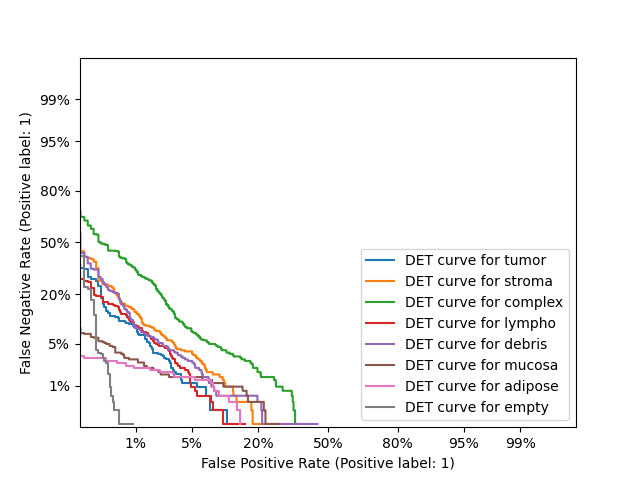 99%
95%
80%
50%
20%
5%
1%
False Negative Rate (Positive label: 1)
DET curve for tumor
DET curve for stroma
DET curve for complex
DET curve for lympho
DET curve for debris
DET curve for mucosa
DET curve for adipose
DET curve for empty
1% 5% 20% 50% 80% 95% 99%
False Positive Rate (Positive label: 1)